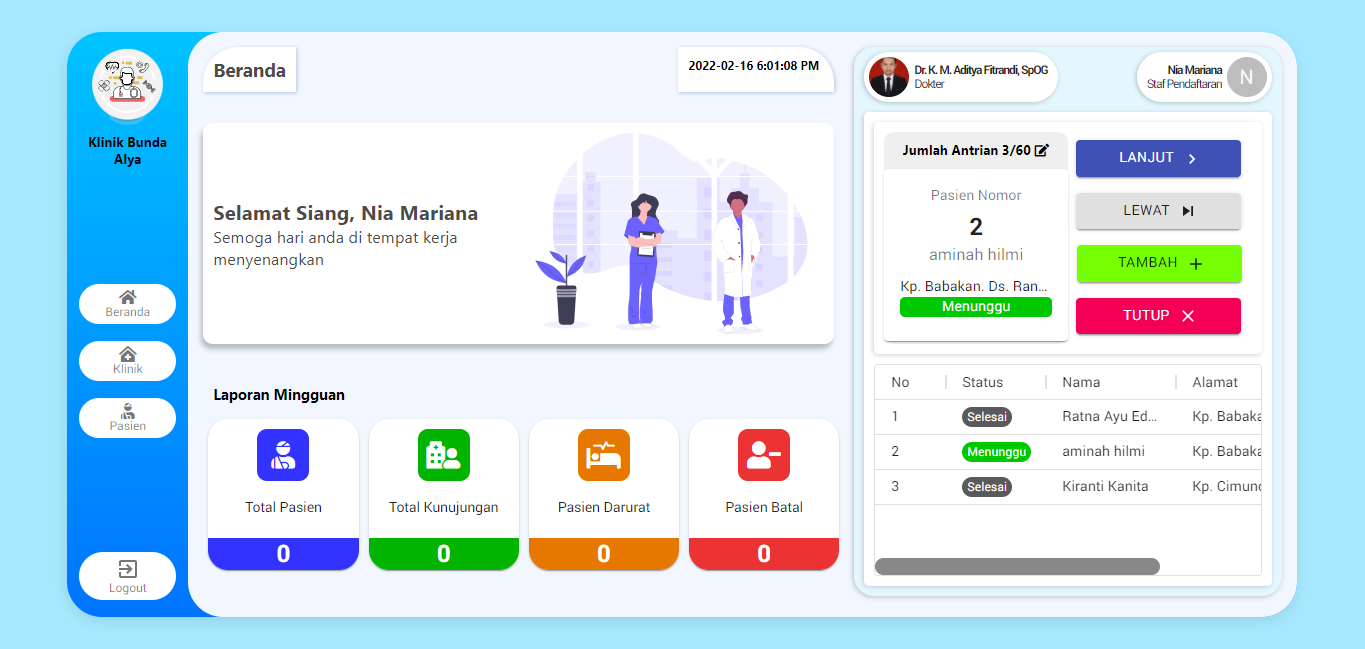 Klinik Bunda
Alya
Beranda
Klinik
Pasien
Logout
Beranda
2022-02-16 6:01:08 PM
Selamat Siang, Nia Mariana
Semoga hari anda di tempat kerja
menyenangkan
Laporan Mingguan
Total Pasien
0
Total Kunujungan
0
Pasien Darurat
0
Pasien Batal
0
Dr. K. M. Aditya Fitrandi, SpOG
Dokter
Nia Mariana
Staf Pendaftaran
N
Jumlah Antrian 3/60
Pasien Nomor
2
aminah hilmi
Kp. Babakan. Ds. Ran...
Menunggu
LANJUT
LEWAT
TAMBAH
TUTUP
No Status Nama Alamat
1 Selesai Ratna Ayu Ed... Kp. Babaka
2 Menunggu aminah hilmi Kp. Babaka
3 Selesai Kiranti Kanita Kp. Cimun